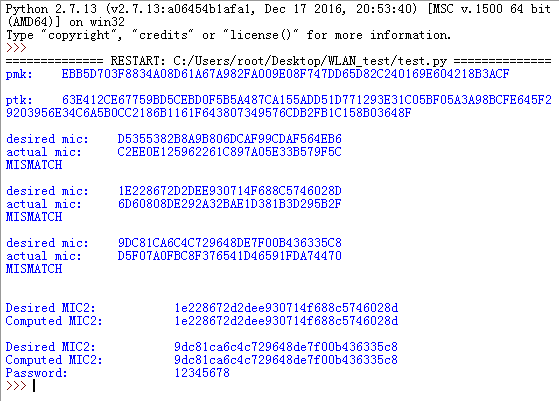 Python 2.7.13 (v2.7.13:a06454b1afa1, Dec 17 2016, 20:53:40) [MSC v.1500 64 bit
(AMD64)] on win32
Type "copyright", "credits" or "license()" for more information.
>>>
============== RESTART: C:/Users/root/Desktop/WLAN_test/test.py ==============
pmk: EBB5D703F8834A08D61A67A982FA009E08F747DD65D82C240169E604218B3ACF
ptk: 63E412CE67759BD5CEBD0F5B5A487CA155ADD51D771293E31C05BF05A3A98BCFE645F2
9203956E34C6A5B0CC2186B1161F643807349576CDB2FB1C158B03648F
desired mic: D5355382B8A9B806DCAF99CDAF564EB6
actual mic: C2EE0E125962261C897A05E33B579F5C
MISMATCH
desired mic: 1E228672D2DEE930714F688C5746028D
actual mic: 6D60808DE292A32BAE1D381B3D295B2F
MISMATCH
desired mic: 9DC81CA6C4C729648DE7F00B436335C8
actual mic: D5F07A0FBC8F376541D46591FDA74470
MISMATCH
Desired MIC2: 1e228672d2dee930714f688c5746028d
Computed MIC2: 1e228672d2dee930714f688c5746028d
Desired MIC2: 9dc81ca6c4c729648de7f00b436335c8
Computed MIC2: 9dc81ca6c4c729648de7f00b436335c8
Password: 12345678
>>>